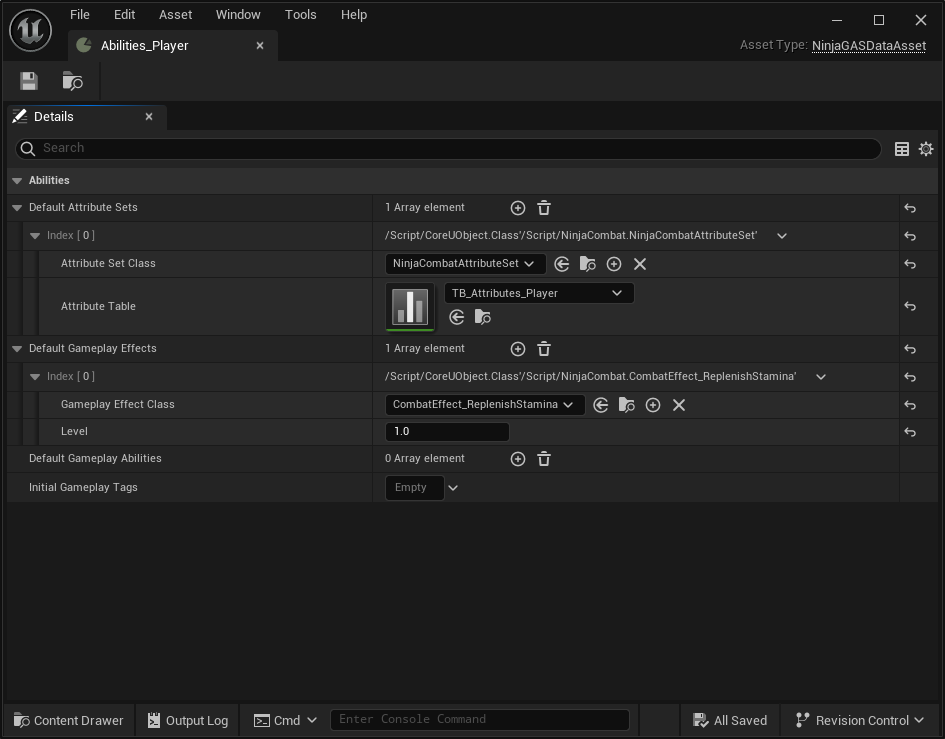 File Edit Asset Window Tools Help
Abilities_Player
Asset Type: NinjaGASDataAsset
Details
Search
Abilities
Default Attribute Sets 1 Array element
Index [ 0 ] /Script/CoreUObject.Class'/Script/NinjaCombat.NinjaCombatAttributeSet'
Attribute Set Class NinjaCombatAttributeSet
Attribute Table TB_Attributes_Player
Default Gameplay Effects 1 Array element
Index [ 0 ] /Script/CoreUObject.Class'/Script/NinjaCombat.CombatEffect_ReplenishStamina'
Gameplay Effect Class CombatEffect_ReplenishStamina
Level 1.0
Default Gameplay Abilities 0 Array element
Initial Gameplay Tags Empty
Content Drawer Output Log Cmd Enter Console Command All Saved Revision Control